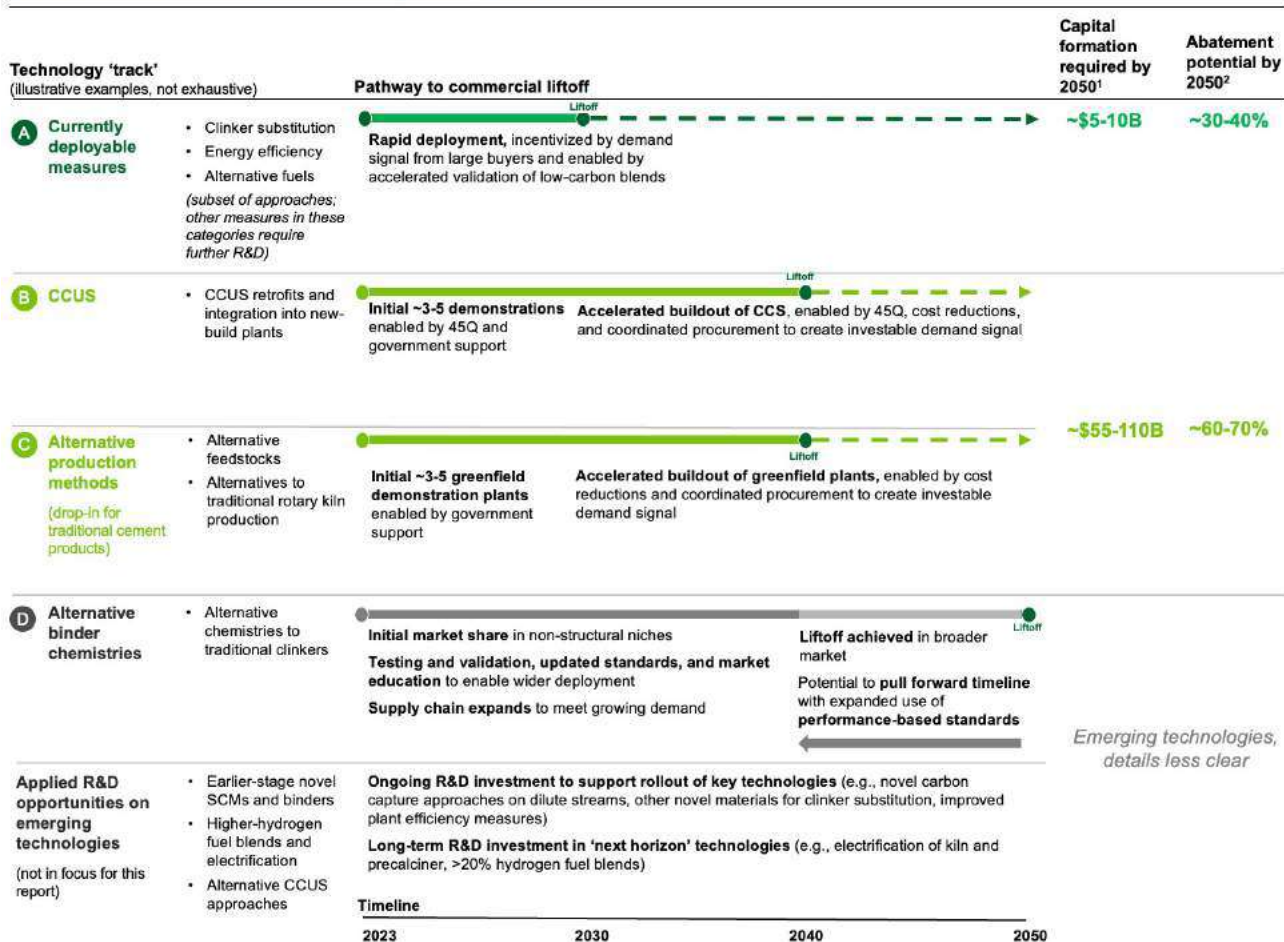 Technology ‘track’
(illustrative examples, not exhaustive)
Pathway to commercial liftoff
Capital
formation
required by
2050¹
Abatement
potential by
2050²
A Currently
deployable
measures
• Clinker substitution
• Energy efficiency
• Alternative fuels
(subset of approaches;
other measures in these
categories require
further R&D)
Liftoff
Rapid deployment, incentivized by demand
signal from large buyers and enabled by
accelerated validation of low-carbon blends
~$5-10B
~30-40%
B CCUS
• CCUS retrofits and
integration into new-
build plants
Liftoff
Initial ~3-5 demonstrations
enabled by 45Q and
government support
Accelerated buildout of CCS, enabled by 45Q, cost reductions,
and coordinated procurement to create investable demand signal
C Alternative
production
methods
(drop-in for
traditional cement
products)
• Alternative
feedstocks
• Alternatives to
traditional rotary kiln
production
Liftoff
Initial ~3-5 greenfield
demonstration plants
enabled by government
support
Accelerated buildout of greenfield plants, enabled by cost
reductions and coordinated procurement to create investable
demand signal
~$55-110B
~60-70%
D Alternative
binder
chemistries
• Alternative
chemistries to
traditional clinkers
Liftoff
Initial market share in non-structural niches
Testing and validation, updated standards, and market
education to enable wider deployment
Supply chain expands to meet growing demand
Liftoff achieved in broader
market
Potential to pull forward timeline
with expanded use of
performance-based standards
Emerging technologies,
details less clear
Applied R&D
opportunities on
emerging
technologies
(not in focus for this
report)
• Earlier-stage novel
SCMs and binders
• Higher-hydrogen
fuel blends and
electrification
• Alternative CCUS
approaches
Ongoing R&D investment to support rollout of key technologies (e.g., novel carbon
capture approaches on dilute streams, other novel materials for clinker substitution, improved
plant efficiency measures)
Long-term R&D investment in ‘next horizon’ technologies (e.g., electrification of kiln and
precalciner, >20% hydrogen fuel blends)
Timeline
2023
2030
2040
2050